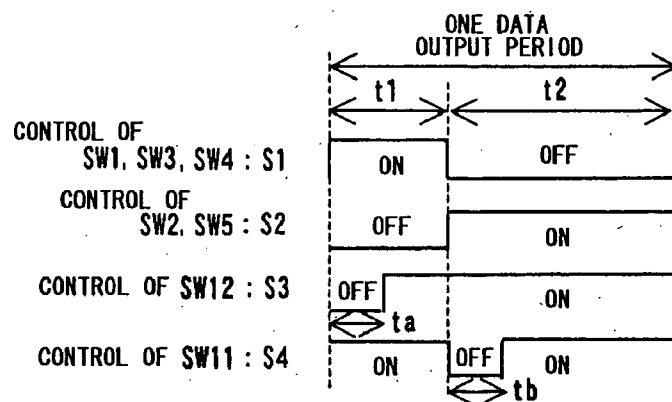 ONE DATA
OUTPUT PERIOD
t1 t2
CONTROL OF
SW1, SW3, SW4 : S1
ON OFF
CONTROL OF
SW2, SW5 : S2
OFF ON
CONTROL OF SW12 : S3
OFF ON
ta
CONTROL OF SW11 : S4
ON OFF ON
tb